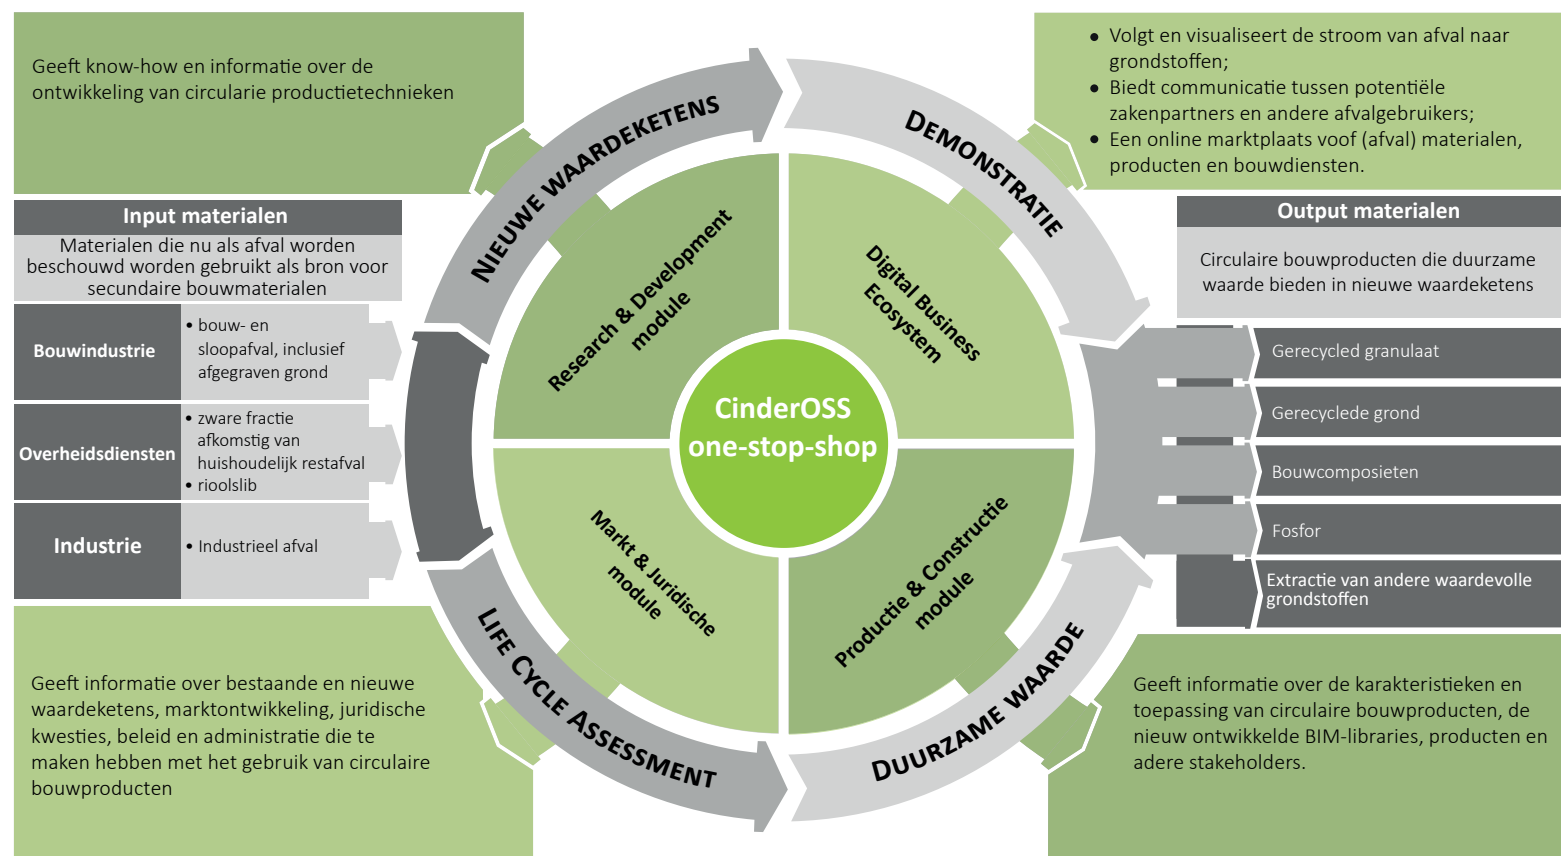 Geeft know-how en informatie over de
ontwikkeling van circularie productietechnieken
• Volgt en visualiseert de stroom van afval naar
grondstoffen;
• Biedt communicatie tussen potentiële
zakenpartners en andere afvalgebruikers;
• Een online marktplaats voof (afval) materialen,
producten en bouwdiensten.
Input materialen
Materialen die nu als afval worden
beschouwd worden gebruikt als bron voor
secundaire bouwmaterialen
Bouwindustrie
• bouw- en
sloopafval, inclusief
afgegraven grond
Overheidsdiensten
• zware fractie
afkomstig van
huishoudelijk restafval
• rioolslib
Industrie
• Industrieel afval
NIEUWE WAARDEKETENS
DEMONSTRATIE
LIFE CYCLE ASSESSMENT
DUURZAME WAARDE
Research & Development
module
Digital Business
Ecosystem
CinderOSS
one-stop-shop
Markt & Juridische
module
Productie & Constructie
module
Output materialen
Circulaire bouwproducten die duurzame
waarde bieden in nieuwe waardeketens
Gerecycled granulaat
Gerecyclede grond
Bouwcomposieten
Fosfor
Extractie van andere waardevolle
grondstoffen
Geeft informatie over bestaande en nieuwe
waardeketens, marktontwikkeling, juridische
kwesties, beleid en administratie die te
maken hebben met het gebruik van circulaire
bouwproducten
Geeft informatie over de karakteristieken en
toepassing van circulaire bouwproducten, de
nieuw ontwikkelde BIM-libraries, producten en
adere stakeholders.